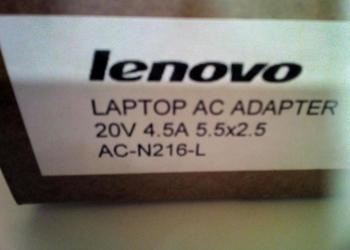 lenovo
LAPTOP AC ADAPTER
20V 4.5A 5.5x2.5
AC-N216-L